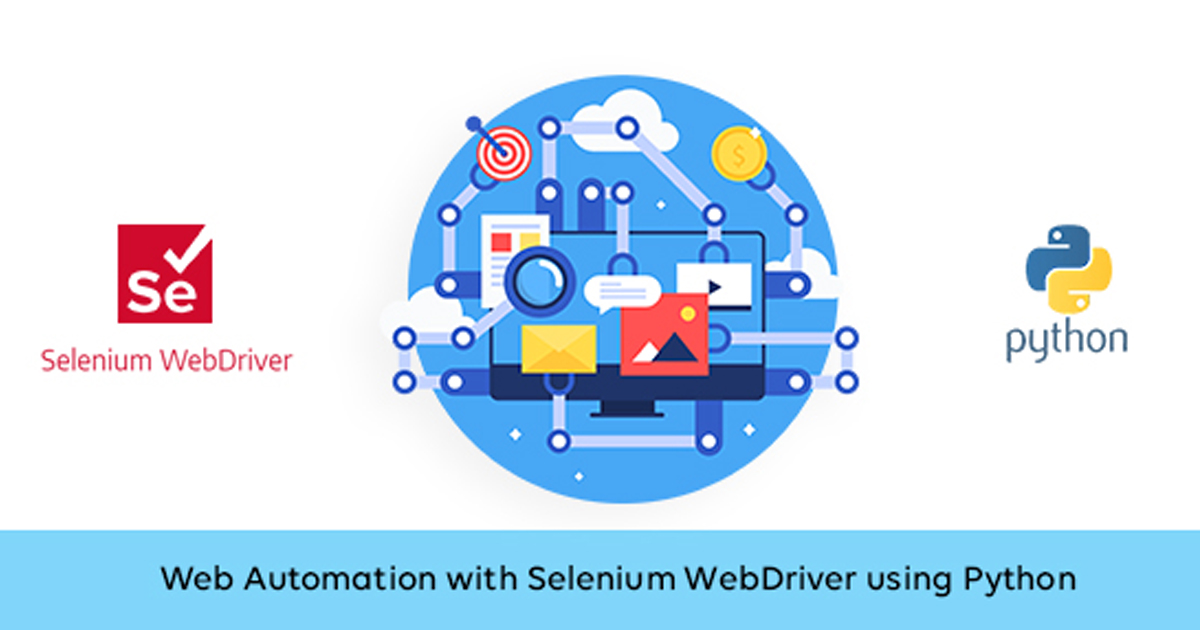 Se
Selenium WebDriver
$
python
Web Automation with Selenium WebDriver using Python